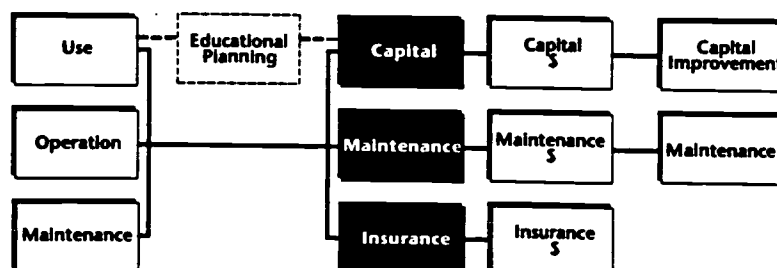 Use
Educational
Planning
Capital
Capital
$
Capital
Improvement
Operation
Maintenance
Maintenance
$
Maintenance
Maintenance
Insurance
Insurance
$